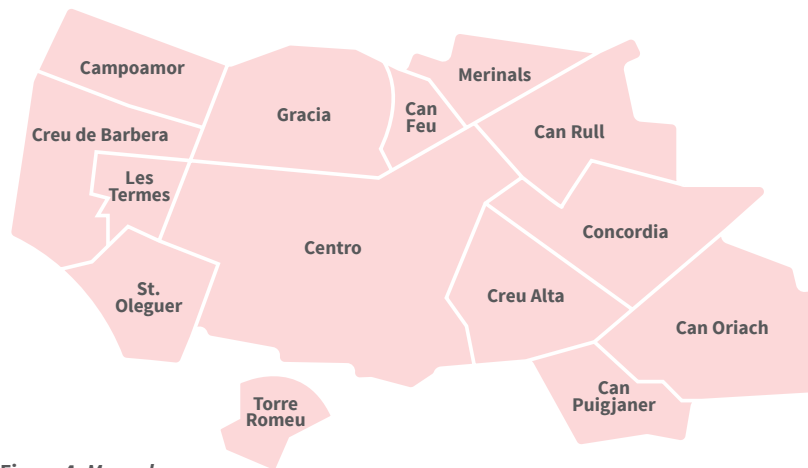 Campoamor
Merinals
Gracia
Can
Feu
Creu de Barbera
Can Rull
Les
Termes
Concordia
Centro
St.
Oleguer
Creu Alta
Can Oriach
Can
Puigjaner
Torre
Romeu